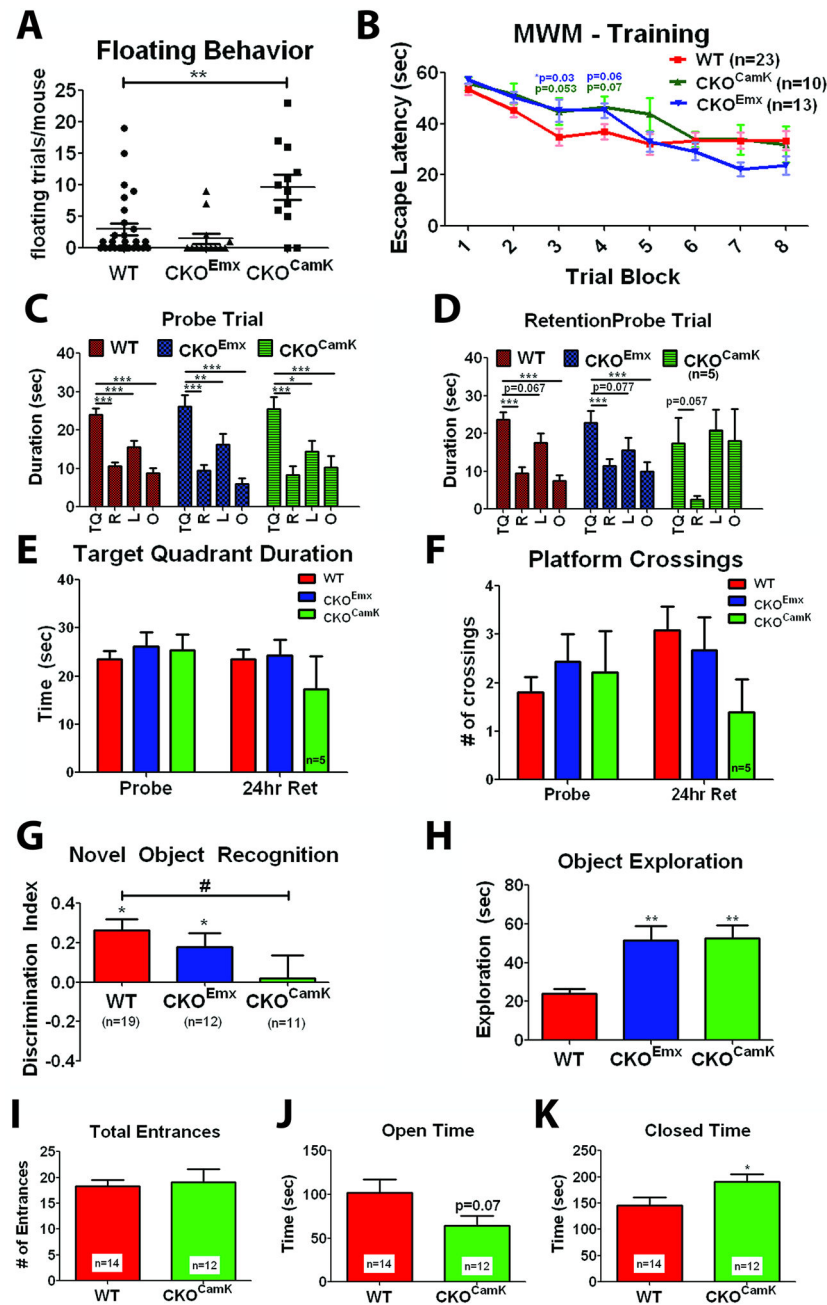 A
Floating Behavior
floating trials/mouse
25
20
15
10
5
0
**
WT
CKO^Emx
CKO^CamK
B
MWM - Training
WT (n=23)
CKO^CamK (n=10)
CKO^Emx (n=13)
Escape Latency (sec)
60
40
20
0
*p=0.03
p=0.053
p=0.06
p=0.07
1 2 3 4 5 6 7 8
Trial Block
C
Probe Trial
WT CKO^Emx CKO^CamK
Duration (sec)
40
30
20
10
0
***
***
***
***
**
***
***
*
***
TQ R L O TQ R L O TQ R L O
D
RetentionProbe Trial
WT CKO^Emx CKO^CamK
(n=5)
Duration (sec)
40
30
20
10
0
***
p=0.067
***
***
p=0.077
***
p=0.057
TQ R L O TQ R L O TQ R L O
E
Target Quadrant Duration
WT
CKO^Emx
CKO^CamK
Time (sec)
40
30
20
10
0
n=5
Probe 24hr Ret
F
Platform Crossings
WT
CKO^Emx
CKO^CamK
# of crossings
4
3
2
1
0
n=5
Probe 24hr Ret
G
Novel Object Recognition
Discrimination Index
0.4
0.2
0.0
-0.2
-0.4
#
* *
WT CKO^Emx CKO^CamK
(n=19) (n=12) (n=11)
H
Object Exploration
Exploration (sec)
80
60
40
20
0
** **
WT CKO^Emx CKO^CamK
I
Total Entrances
# of Entrances
25
20
15
10
5
0
n=14 n=12
WT CKO^CamK
J
Open Time
Time (sec)
150
100
50
0
p=0.07
n=14 n=12
WT CKO^CamK
K
Closed Time
Time (sec)
250
200
150
200
250
0
*
n=14 n=12
WT CKO^CamK